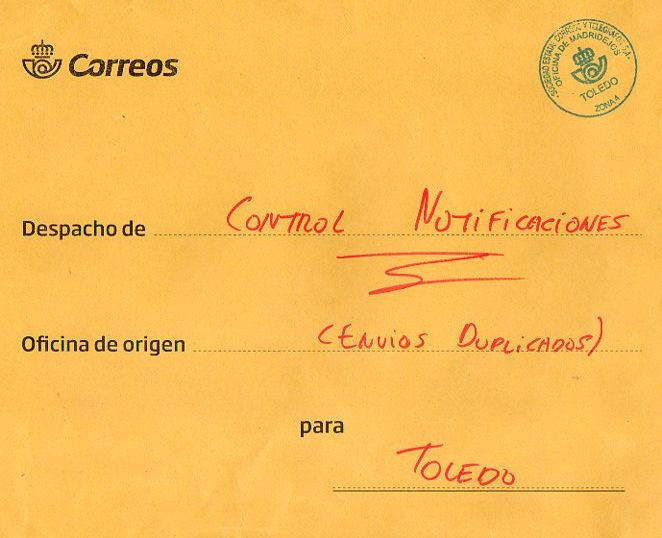 Correos
SOCIEDAD ESTATAL CORREOS Y TELEGRAFOS, S.A.
OFICINA DE MADRIDEJOS
TOLEDO
ZONA 4
Despacho de CONTROL NOTIFICACIONES
Oficina de origen (ENVIOS DUPLICADOS)
para
TOLEDO